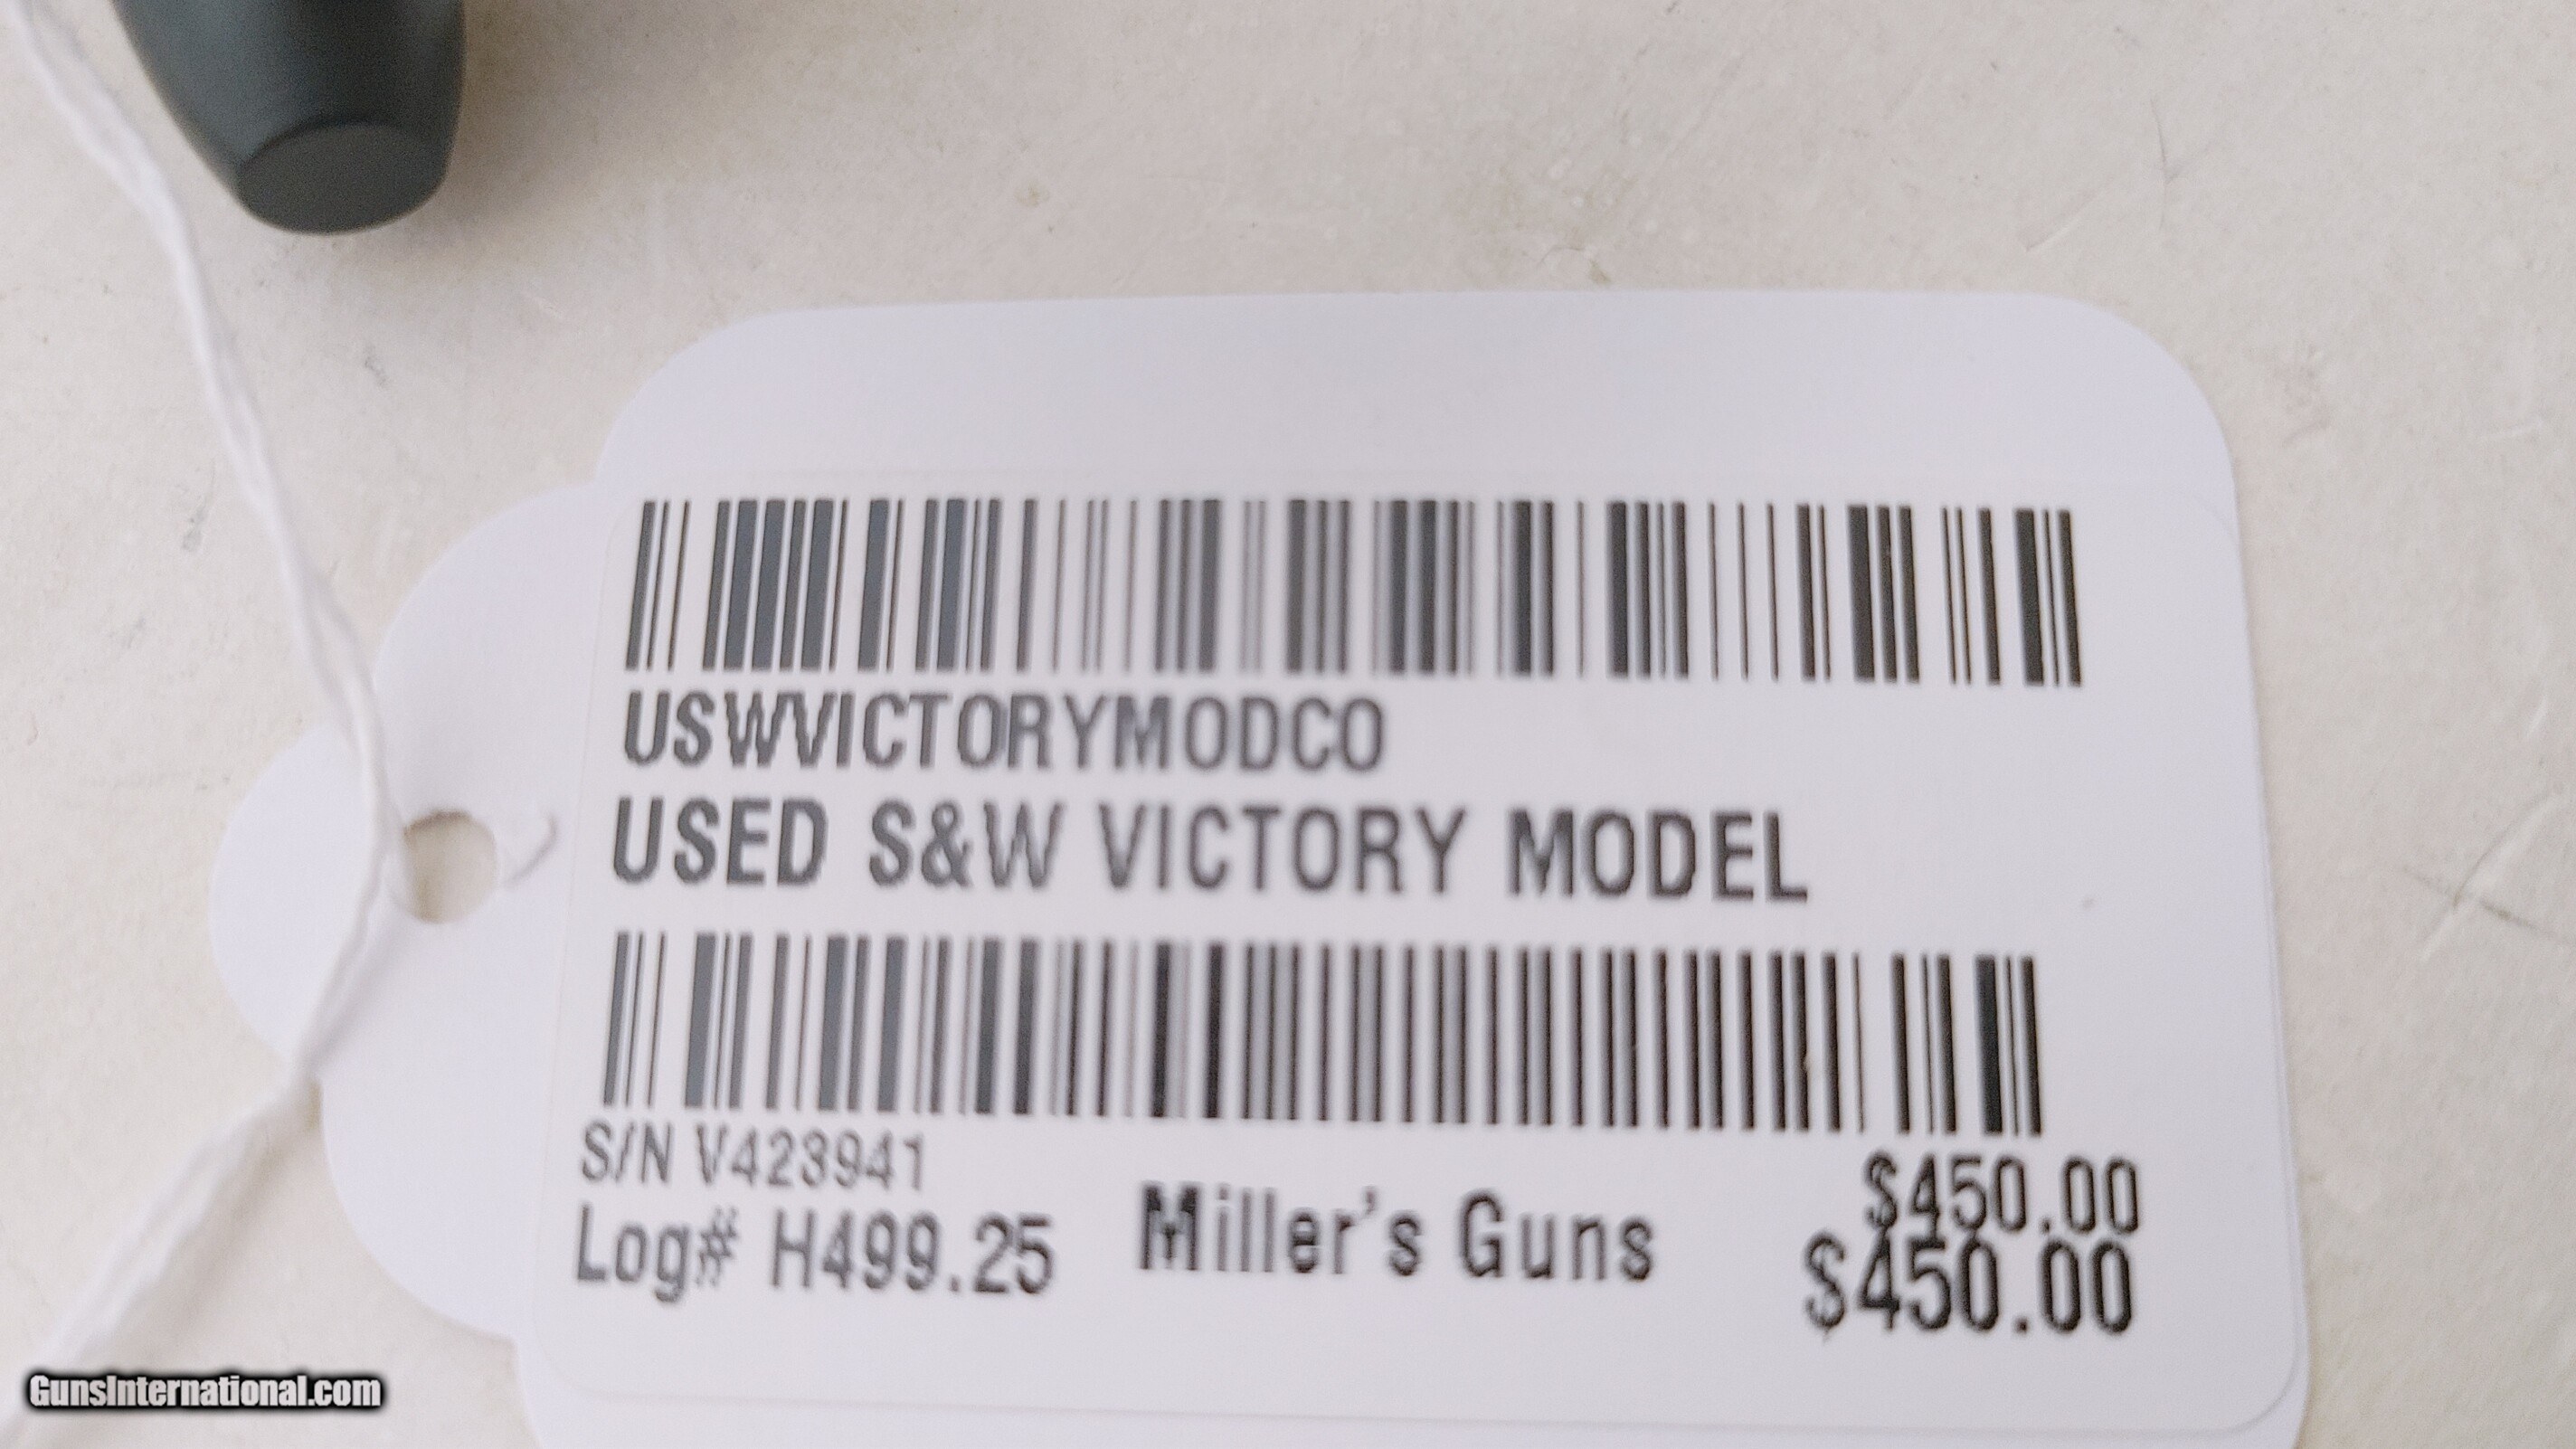 USWVICTORYMODCO
USED S&W VICTORY MODEL
S/N V423941
$450.00
Log# H499.25 Miller's Guns $450.00
GunsInternational.com